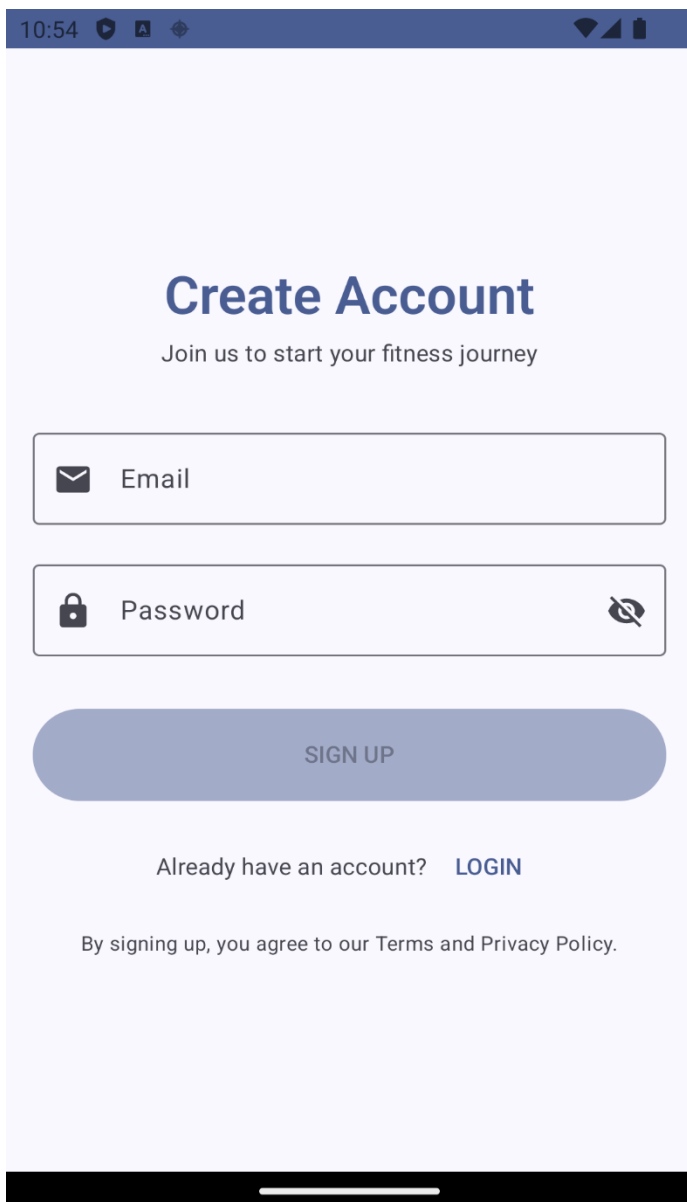 10:54
Create Account
Join us to start your fitness journey
Email
Password
SIGN UP
Already have an account? LOGIN
By signing up, you agree to our Terms and Privacy Policy.